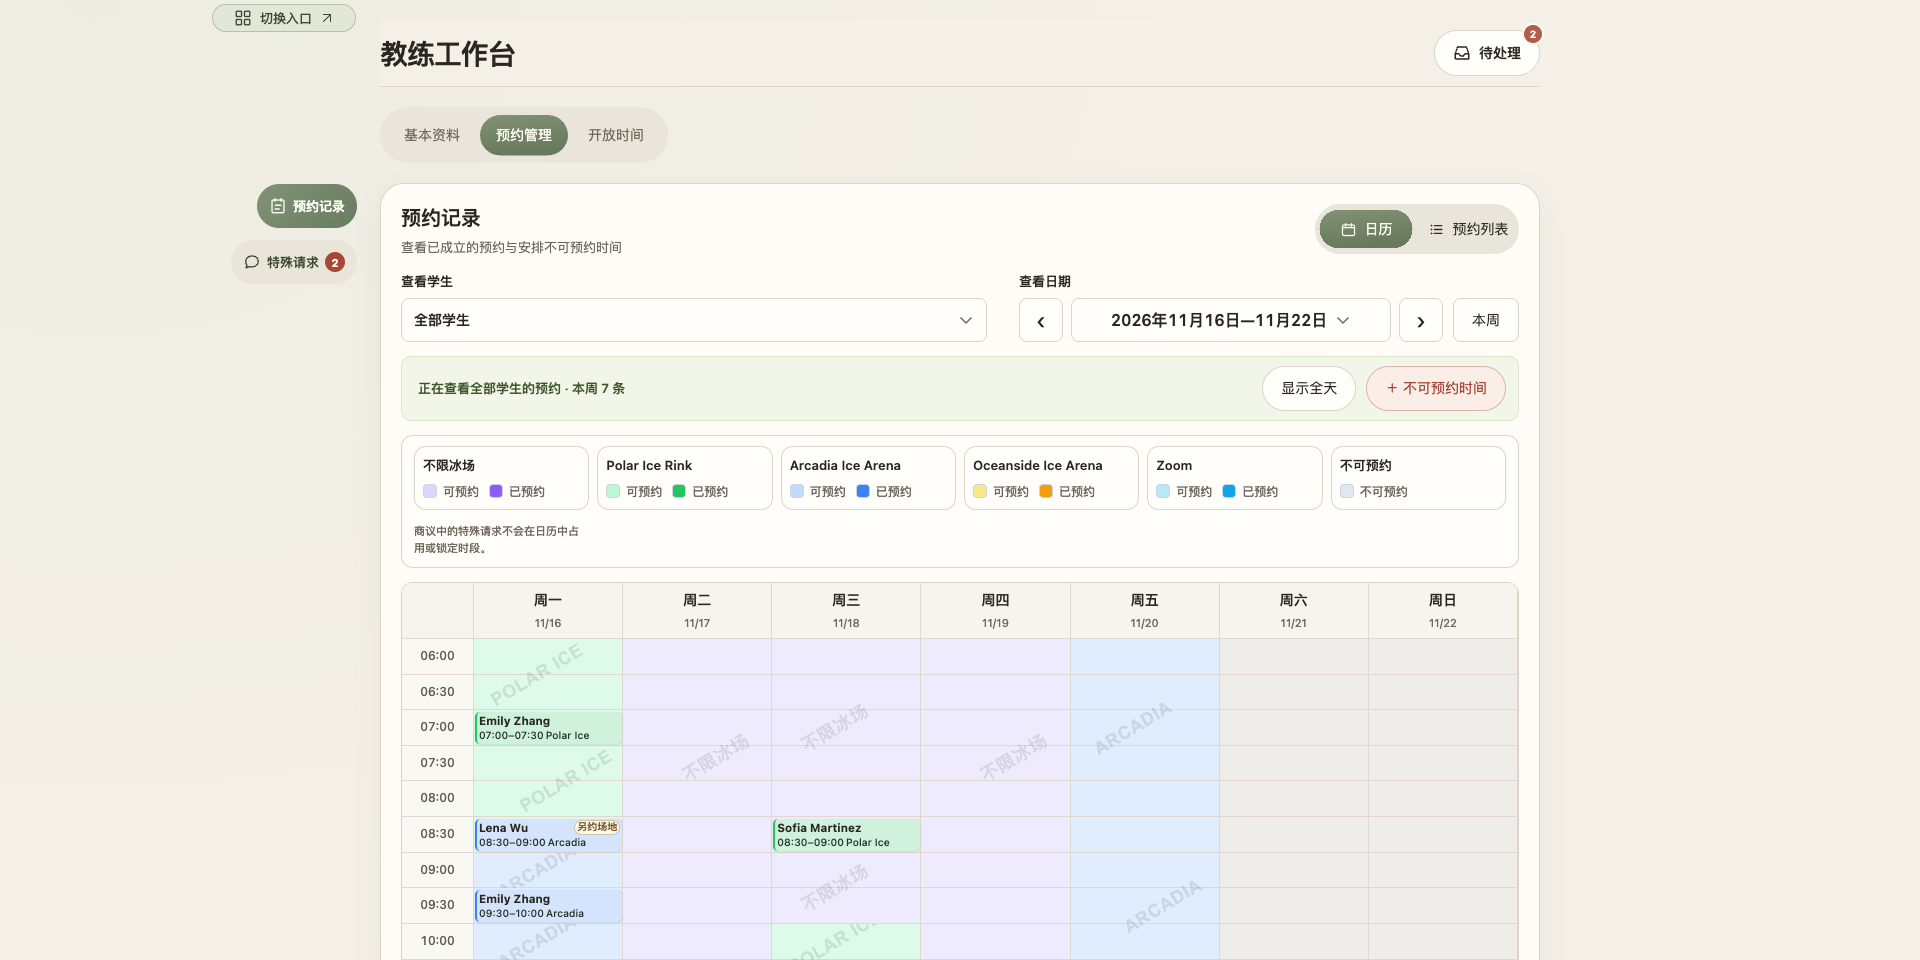 切换入口
教练工作台
待处理
2
基本资料
预约管理
开放时间
预约记录
特殊请求 2
预约记录
查看已成立的预约与安排不可预约时间
日历
预约列表
查看学生
全部学生
查看日期
2026年11月16日—11月22日
本周
正在查看全部学生的预约 · 本周 7 条
显示全天
+ 不可预约时间
不限冰场
可预约 已预约
Polar Ice Rink
可预约 已预约
Arcadia Ice Arena
可预约 已预约
Oceanside Ice Arena
可预约 已预约
Zoom
可预约 已预约
不可预约
不可预约
商议中的特殊请求不会在日历中占
用或锁定时段。
周一 周二 周三 周四 周五 周六 周日
11/16 11/17 11/18 11/19 11/20 11/21 11/22
06:00
POLAR ICE
06:30
07:00
Emily Zhang
07:00–07:30 Polar Ice
不限冰场
ARCADIA
07:30
POLAR ICE
不限冰场
不限冰场
08:00
08:30
Lena Wu
另约场地
08:30–09:00 Arcadia
Sofia Martinez
08:30–09:00 Polar Ice
09:00
ARCADIA
不限冰场
09:30
Emily Zhang
09:30–10:00 Arcadia
ARCADIA
10:00
ARCADIA
POLAR ICE